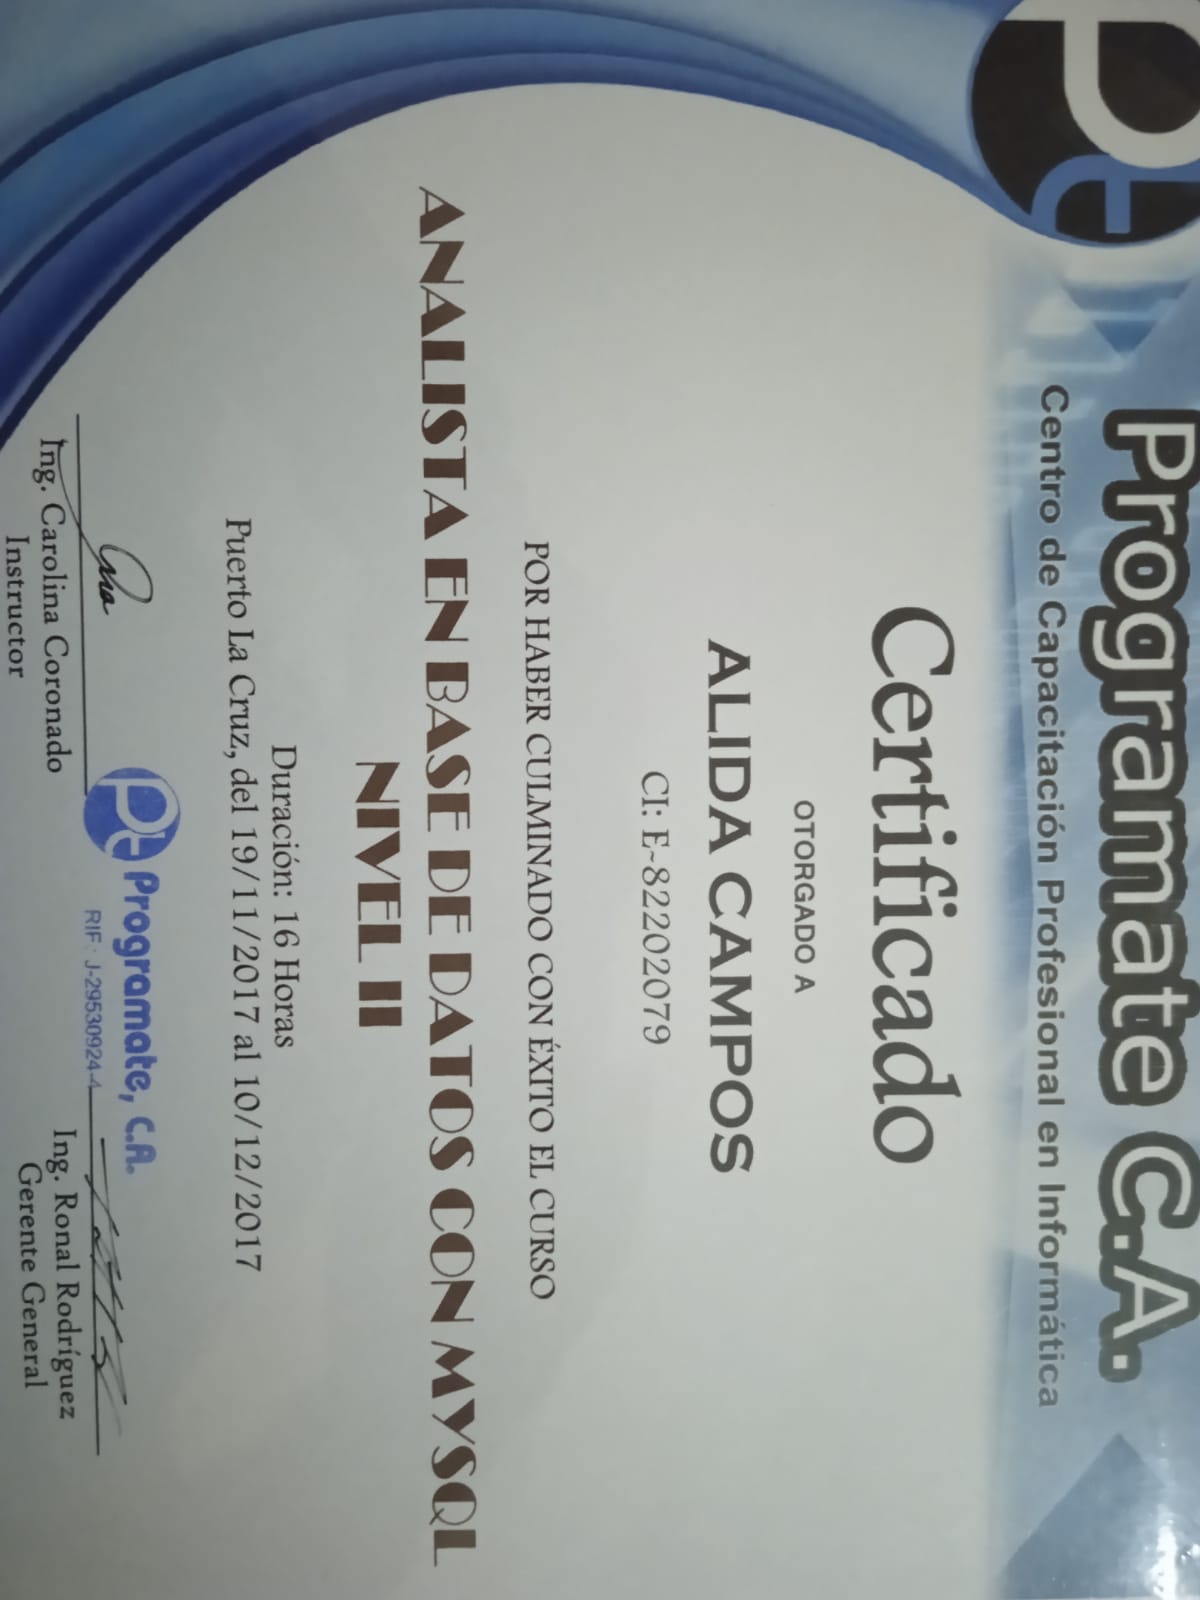 Pt
Programate C.A.
Centro de Capacitación Profesional en Informática
Certificado
OTORGADO A
ALIDA CAMPOS
CI: E-82202079
POR HABER CULMINADO CON ÉXITO EL CURSO
ANALISTA EN BASE DE DATOS CON MYSQL
NIVEL II
Duración: 16 Horas
Puerto La Cruz, del 19/11/2017 al 10/12/2017
Pt Programate, C.A.
RIF: J-29530924-4
Ing. Carolina Coronado
Instructor
Ing. Ronal Rodríguez
Gerente General